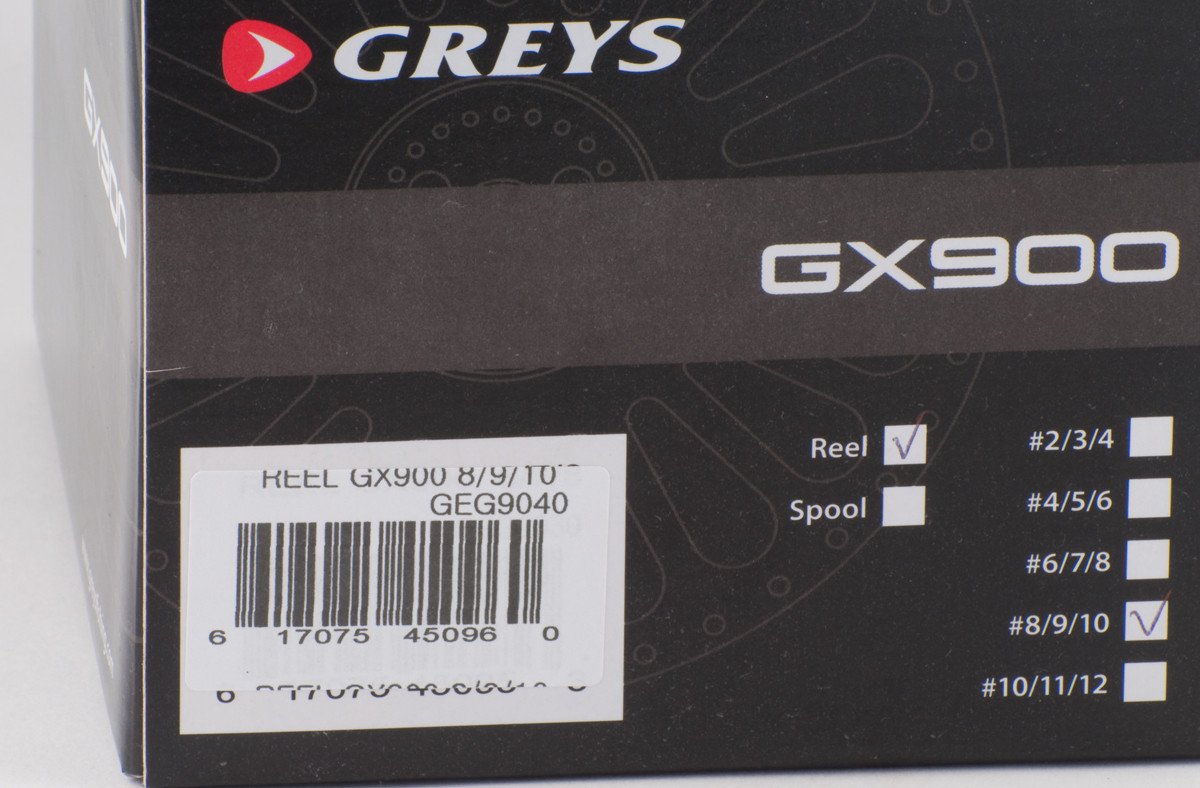 GREYS
GX900
GX900
Reel
Spool
#2/3/4
#4/5/6
#6/7/8
#8/9/10
#10/11/12
REEL GX900 8/9/10'S
GEG9040
6 17075 45096 0